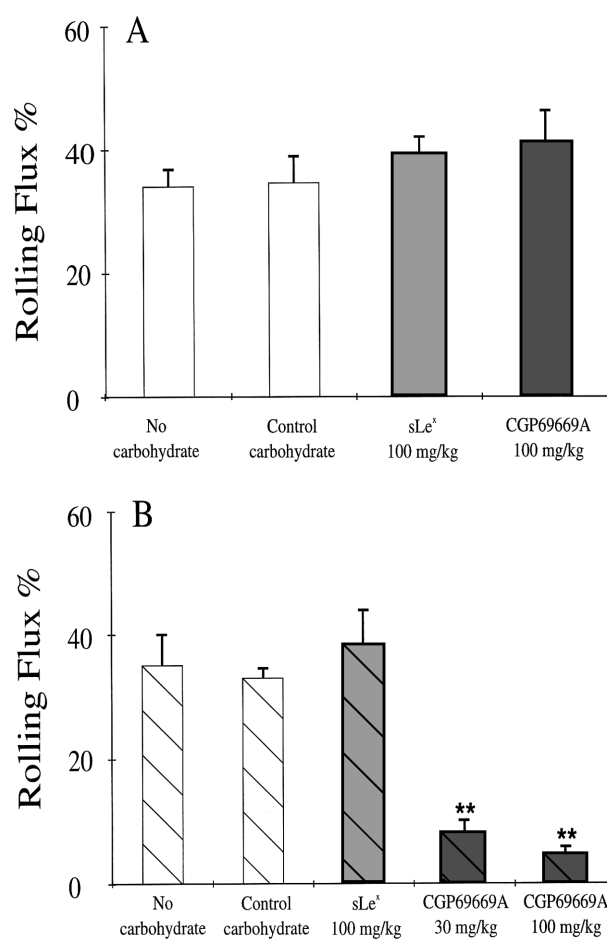 A
60
40
20
0
Rolling Flux %
No
carbohydrate
Control
carbohydrate
sLeˣ
100 mg/kg
CGP69669A
100 mg/kg
B
60
40
20
0
Rolling Flux %
**
**
No
carbohydrate
Control
carbohydrate
sLeˣ
100 mg/kg
CGP69669A
30 mg/kg
CGP69669A
100 mg/kg